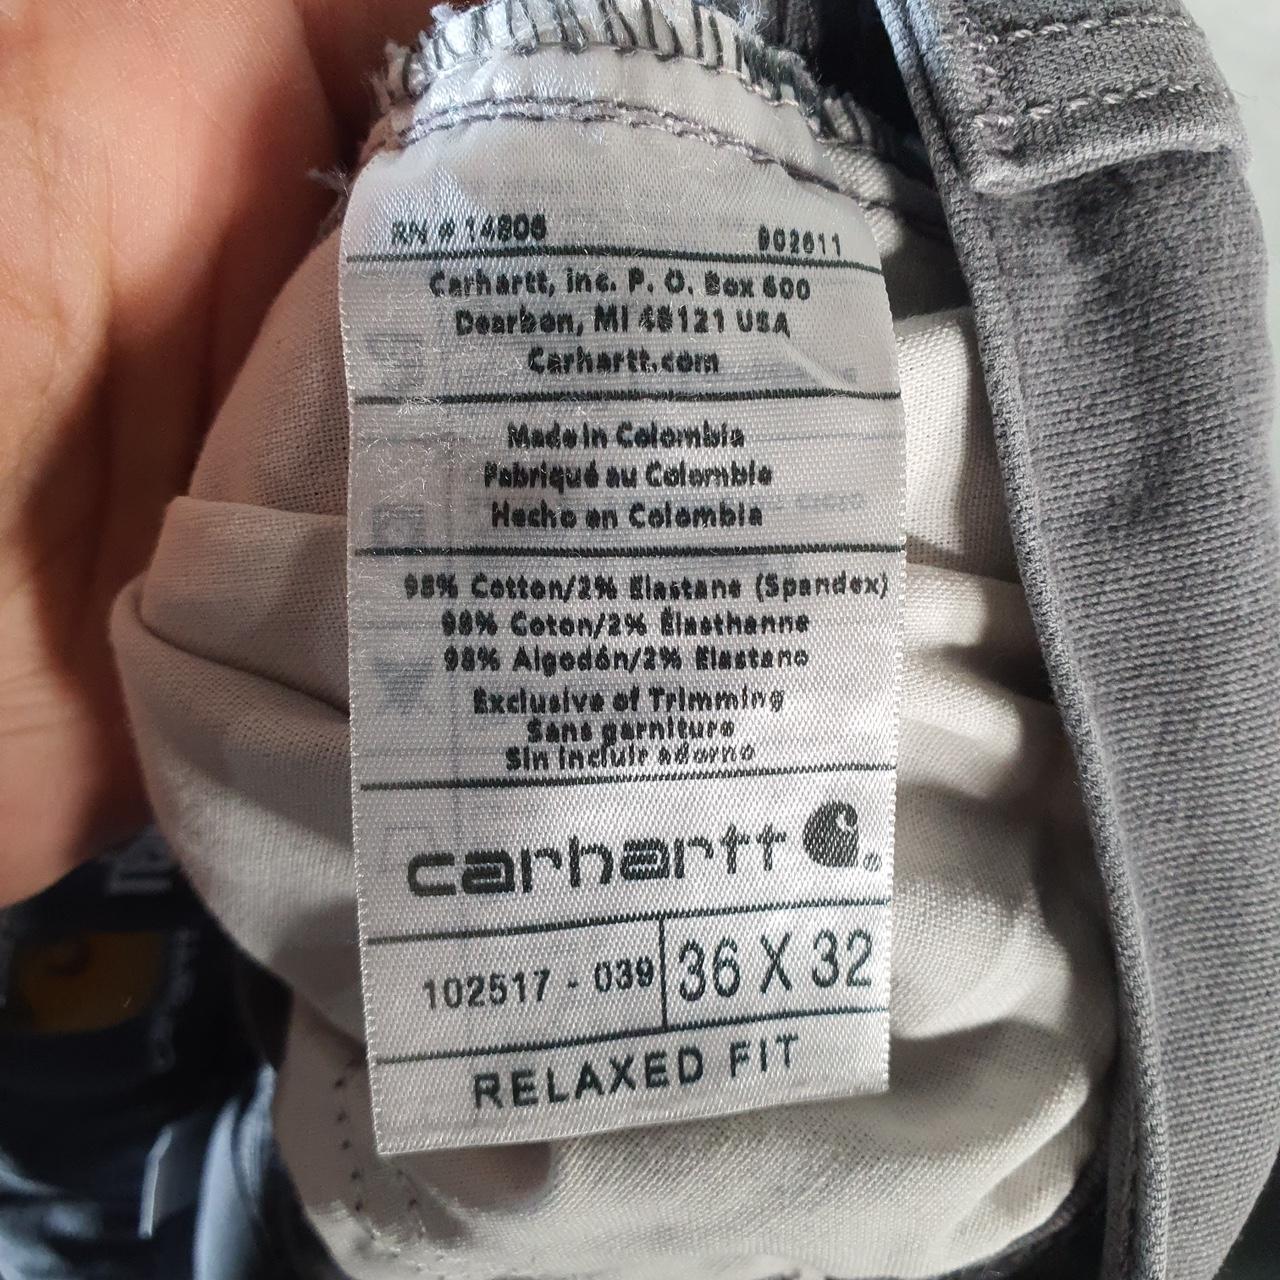 RN # 14806 902611
Carhartt, inc. P. O. Box 600
Dearbon, MI 48121 USA
Carhartt.com
Made in Colombia
Fabriqué au Colombie
Hecho en Colombia
98% Cotton/2% Elastane (Spandex)
98% Coton/2% Élasthanne
98% Algodón/2% Elastano
Exclusive of Trimming
Sans garniture
Sin incluir adorno
carhartt
102517 - 039 36 X 32
RELAXED FIT